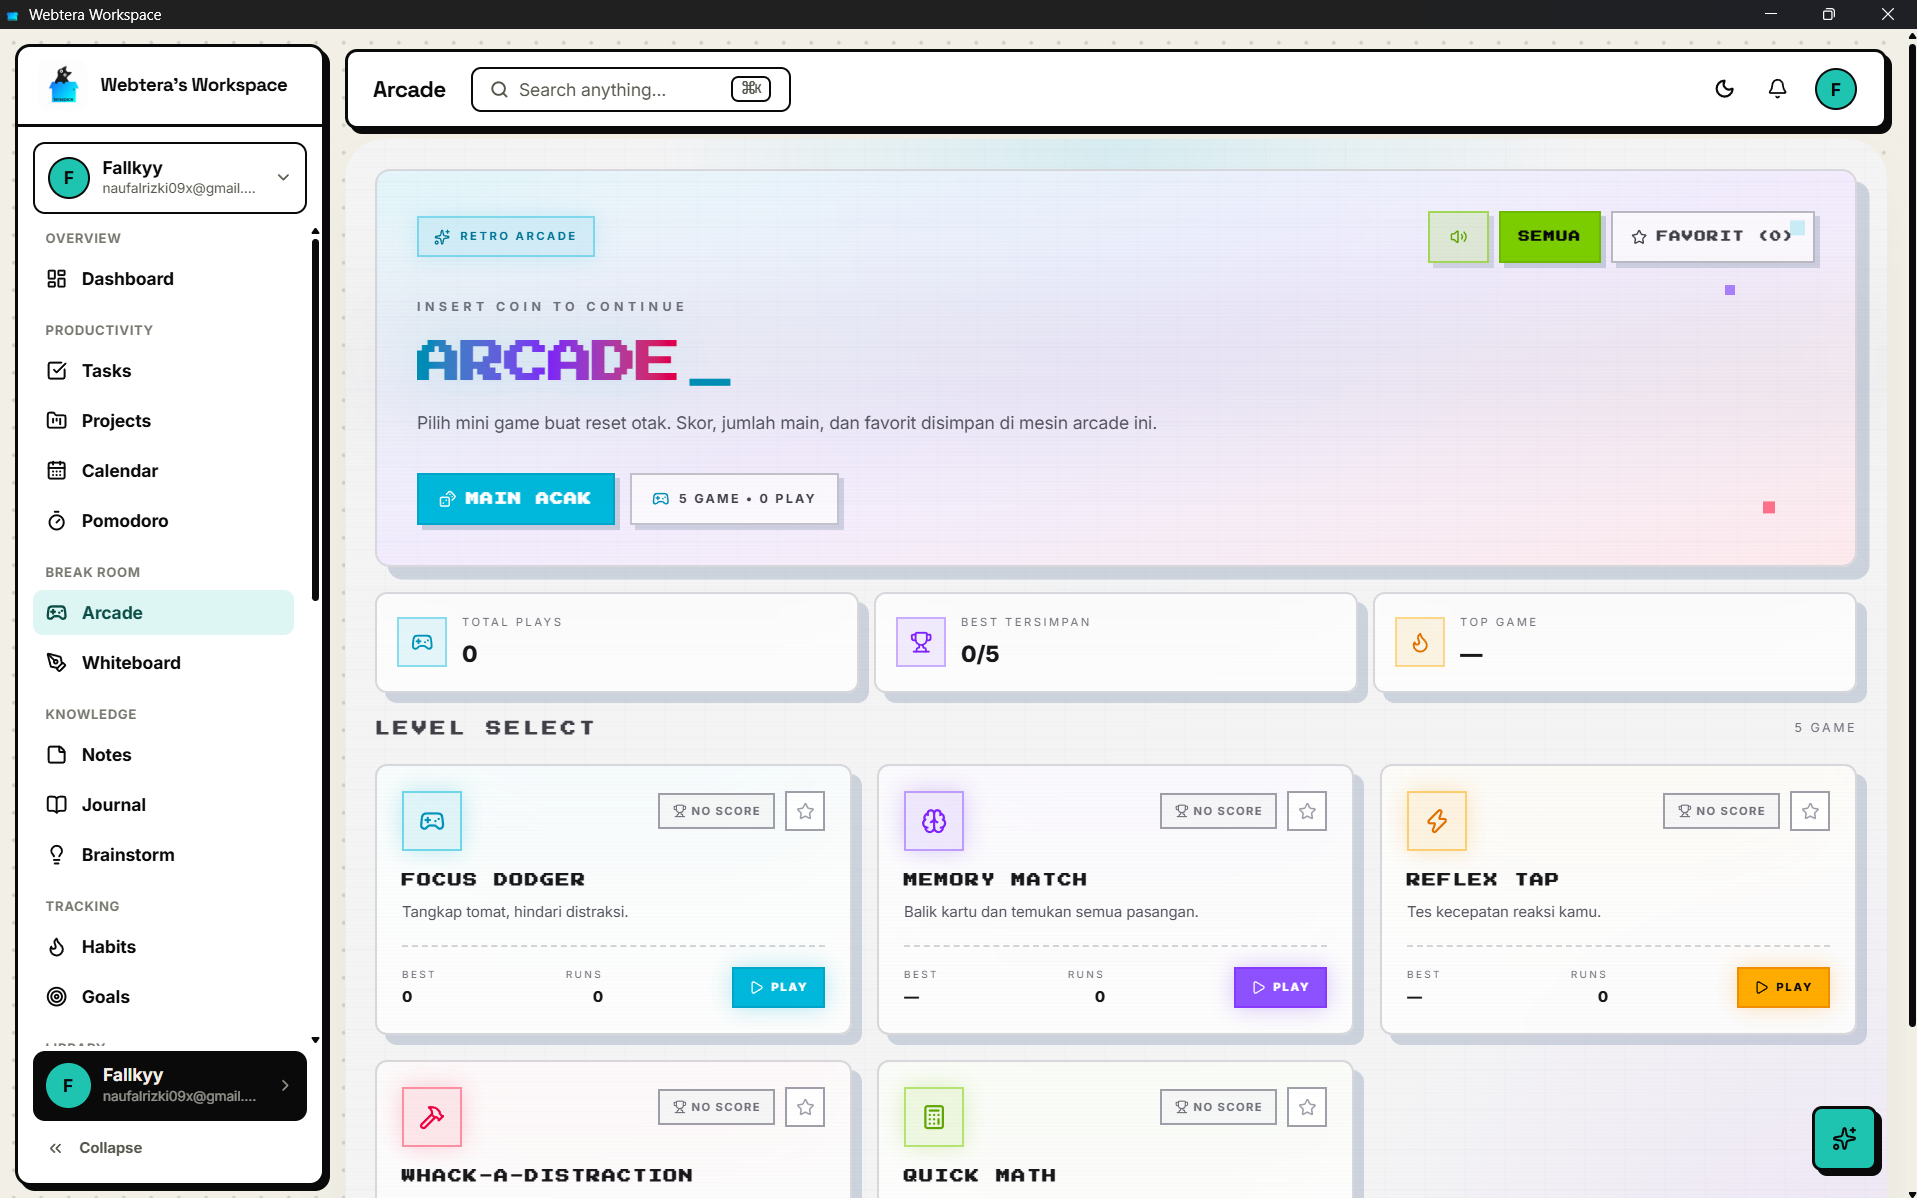 Webtera Workspace
Webtera's Workspace
Fallkyy
naufalrizki09x@gmail....
OVERVIEW
Dashboard
PRODUCTIVITY
Tasks
Projects
Calendar
Pomodoro
BREAK ROOM
Arcade
Whiteboard
KNOWLEDGE
Notes
Journal
Brainstorm
TRACKING
Habits
Goals
LIBRARY
F
Fallkyy
naufalrizki09x@gmail....
Collapse
Arcade
Search anything...
⌘K
F
F
RETRO ARCADE
SEMUA
FAVORIT (0)
INSERT COIN TO CONTINUE
ARCADE_
Pilih mini game buat reset otak. Skor, jumlah main, dan favorit disimpan di mesin arcade ini.
MAIN ACAK
5 GAME • 0 PLAY
TOTAL PLAYS
0
BEST TERSIMPAN
0/5
TOP GAME
—
LEVEL SELECT
5 GAME
NO SCORE
FOCUS DODGER
Tangkap tomat, hindari distraksi.
BEST
0
RUNS
0
PLAY
NO SCORE
MEMORY MATCH
Balik kartu dan temukan semua pasangan.
BEST
—
RUNS
0
PLAY
NO SCORE
REFLEX TAP
Tes kecepatan reaksi kamu.
BEST
—
RUNS
0
PLAY
NO SCORE
WHACK-A-DISTRACTION
NO SCORE
QUICK MATH